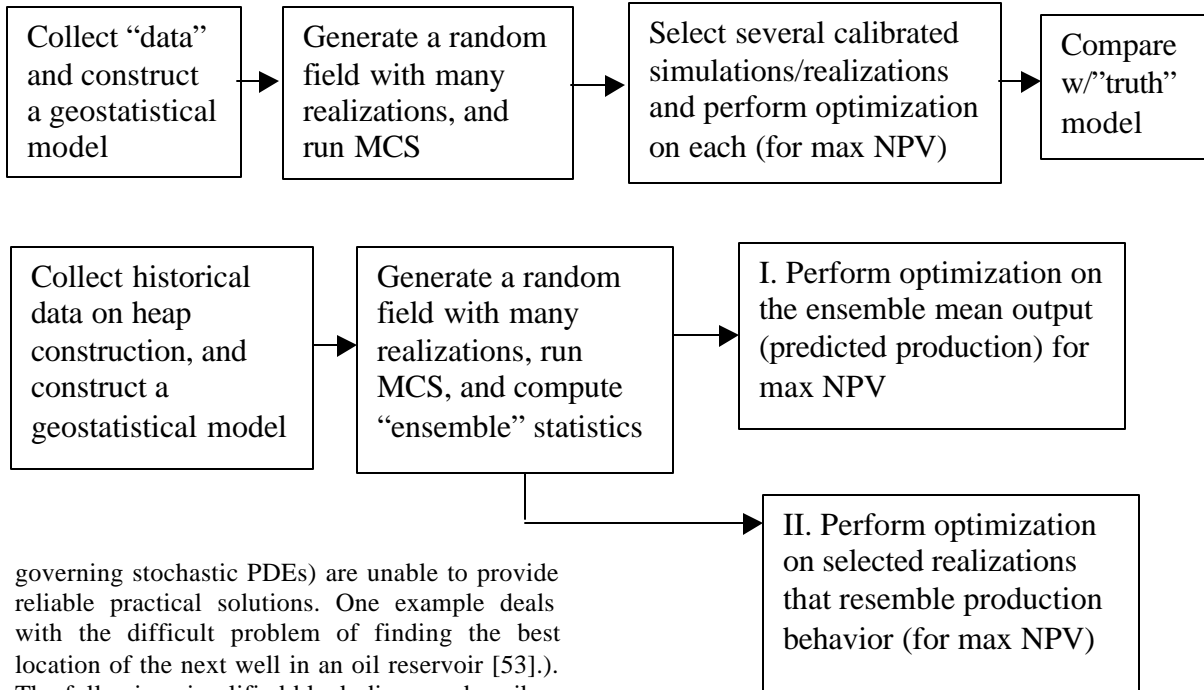 Collect “data”
and construct
a geostatistical
model
Generate a random
field with many
realizations, and
run MCS
Select several calibrated
simulations/realizations
and perform optimization
on each (for max NPV)
Compare
w/”truth”
model
Collect historical
data on heap
construction, and
construct a
geostatistical model
Generate a random
field with many
realizations, run
MCS, and compute
“ensemble” statistics
I. Perform optimization on
the ensemble mean output
(predicted production) for
max NPV
II. Perform optimization
on selected realizations
that resemble production
behavior (for max NPV)
governing stochastic PDEs) are unable to provide
reliable practical solutions. One example deals
with the difficult problem of finding the best
location of the next well in an oil reservoir [53].).